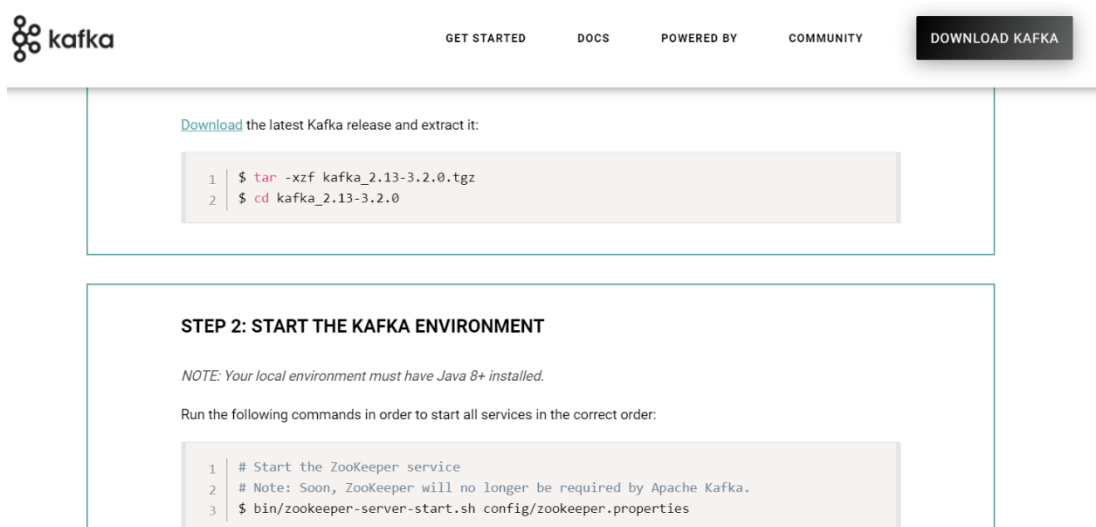 kafka
GET STARTED DOCS POWERED BY COMMUNITY DOWNLOAD KAFKA
Download the latest Kafka release and extract it:
1 $ tar -xzf kafka_2.13-3.2.0.tgz
2 $ cd kafka_2.13-3.2.0
STEP 2: START THE KAFKA ENVIRONMENT
NOTE: Your local environment must have Java 8+ installed.
Run the following commands in order to start all services in the correct order:
1 # Start the ZooKeeper service
2 # Note: Soon, ZooKeeper will no longer be required by Apache Kafka.
3 $ bin/zookeeper-server-start.sh config/zookeeper.properties